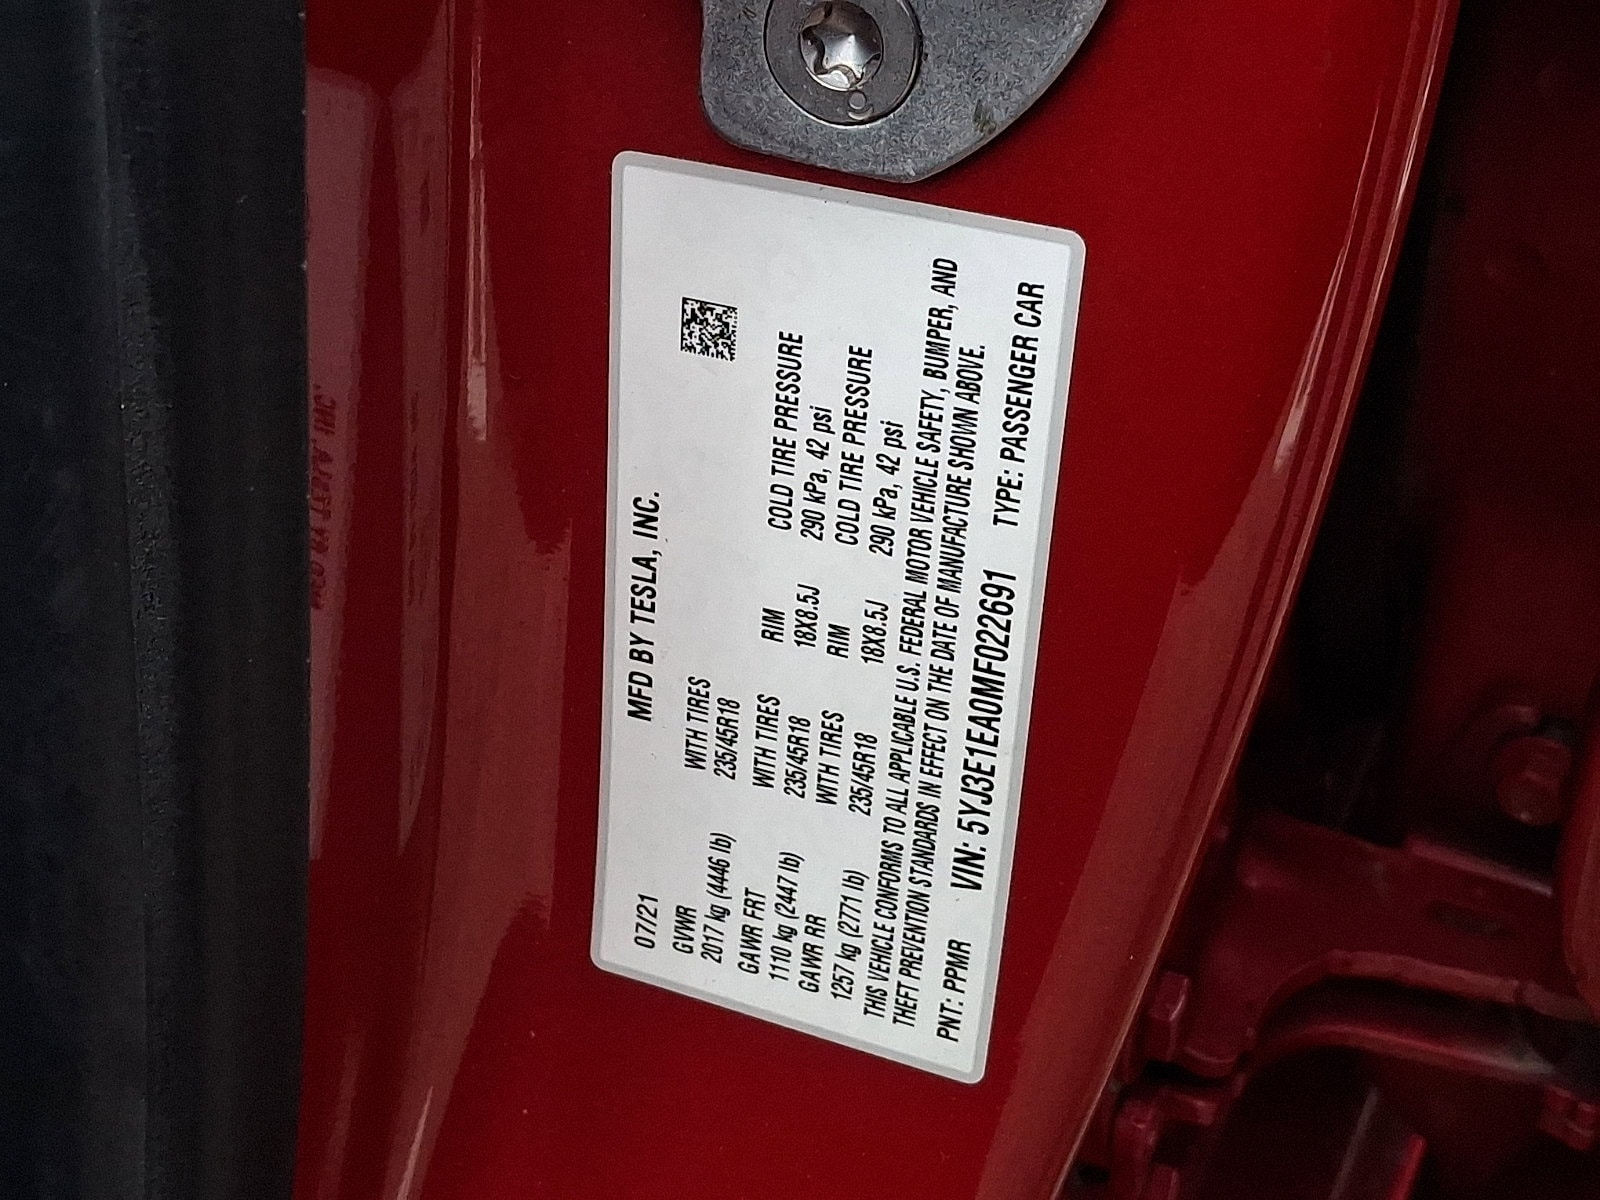 07/21 MFD BY TESLA, INC.
GVWR WITH TIRES
2017 kg (4446 lb) 235/45R18
GAWR FRT WITH TIRES RIM COLD TIRE PRESSURE
1110 kg (2447 lb) 235/45R18 18X8.5J 290 kPa, 42 psi
GAWR RR WITH TIRES RIM COLD TIRE PRESSURE
1257 kg (2771 lb) 235/45R18 18X8.5J 290 kPa, 42 psi
THIS VEHICLE CONFORMS TO ALL APPLICABLE U.S. FEDERAL MOTOR VEHICLE SAFETY, BUMPER, AND
THEFT PREVENTION STANDARDS IN EFFECT ON THE DATE OF MANUFACTURE SHOWN ABOVE.
PNT: PPMR VIN: 5YJ3E1EA0MF022691 TYPE: PASSENGER CAR